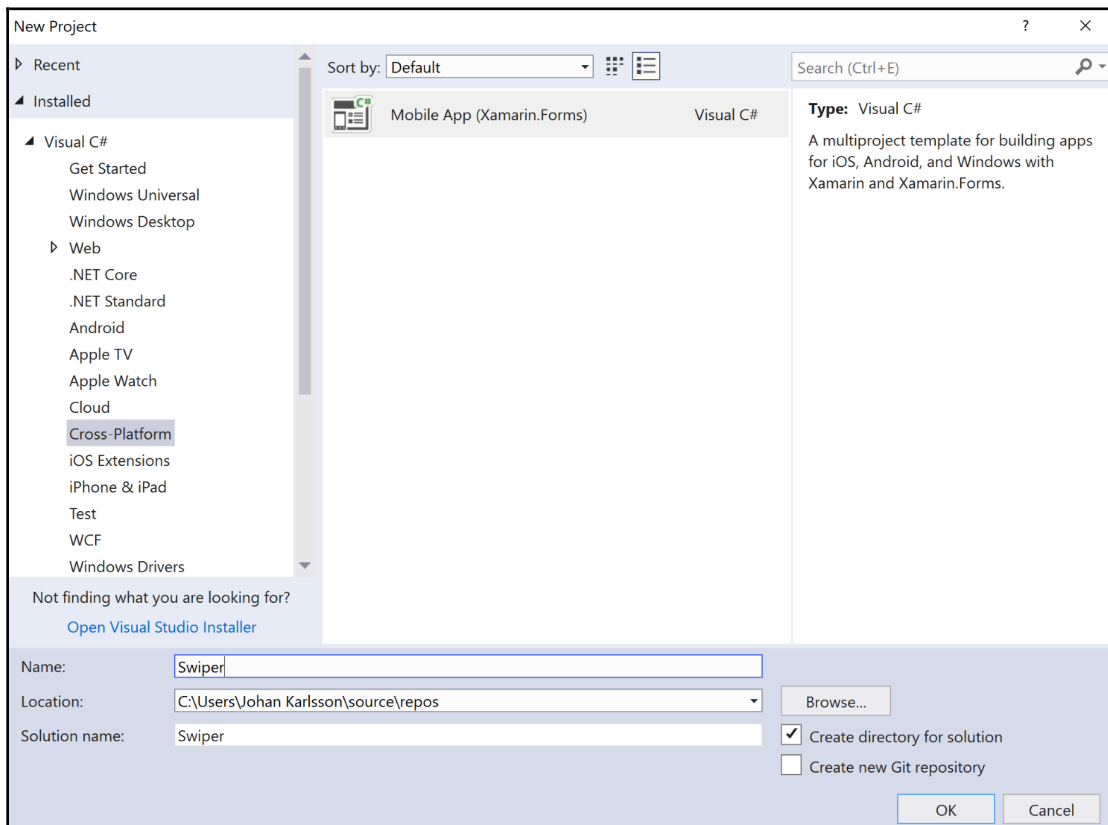 New Project ?
Recent
Installed
Visual C#
Get Started
Windows Universal
Windows Desktop
Web
.NET Core
.NET Standard
Android
Apple TV
Apple Watch
Cloud
Cross-Platform
iOS Extensions
iPhone & iPad
Test
WCF
Windows Drivers
Not finding what you are looking for?
Open Visual Studio Installer
Sort by: Default
C#
Mobile App (Xamarin.Forms) Visual C#
Search (Ctrl+E)
Type: Visual C#
A multiproject template for building apps
for iOS, Android, and Windows with
Xamarin and Xamarin.Forms.
Name: Swiper
Location: C:\Users\Johan Karlsson\source\repos Browse...
Solution name: Swiper
Create directory for solution
Create new Git repository
OK Cancel